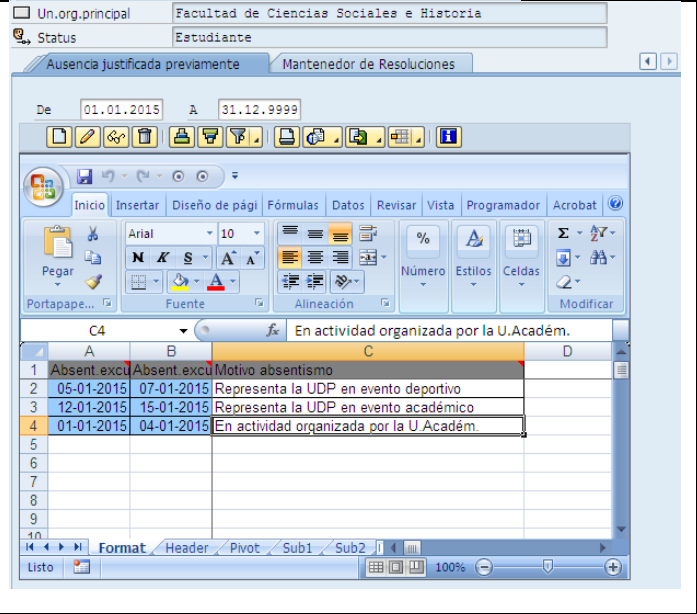 Un.org.principal Facultad de Ciencias Sociales e Historia
Status Estudiante
Ausencia justificada previamente Mantenedor de Resoluciones
De 01.01.2015 A 31.12.9999
Inicio Insertar Diseño de pági Fórmulas Datos Revisar Vista Programador Acrobat
Pegar Arial 10 % Número Estilos Celdas
N K S A A A
Portapape... Fuente Alineación Modificar
C4 fx En actividad organizada por la U.Académ.
A B C D
1 Absent.excu Absent.excu Motivo absentismo
2 05-01-2015 07-01-2015 Representa la UDP en evento deportivo
3 12-01-2015 15-01-2015 Representa la UDP en evento académico
4 01-01-2015 04-01-2015 En actividad organizada por la U.Académ.
5
6
7
8
9
10
Format Header Pivot Sub1 Sub2
Listo 100%